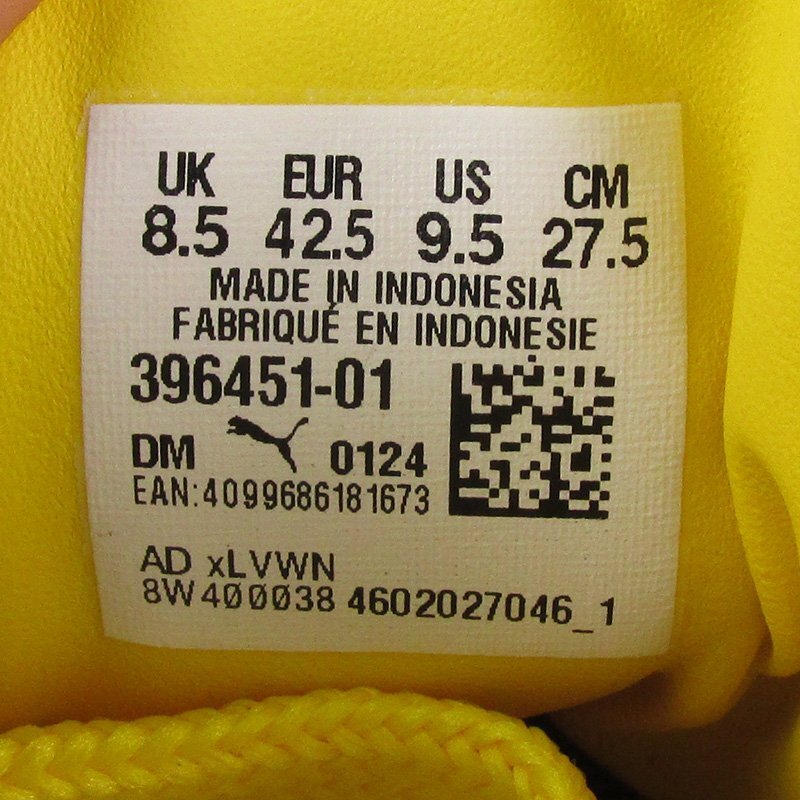 UK EUR US CM
8.5 42.5 9.5 27.5
MADE IN INDONESIA
FABRIQUÉ EN INDONESIE
396451-01
DM 0124
EAN:4099686181673
AD xLVWN
8W400038 4602027046_1